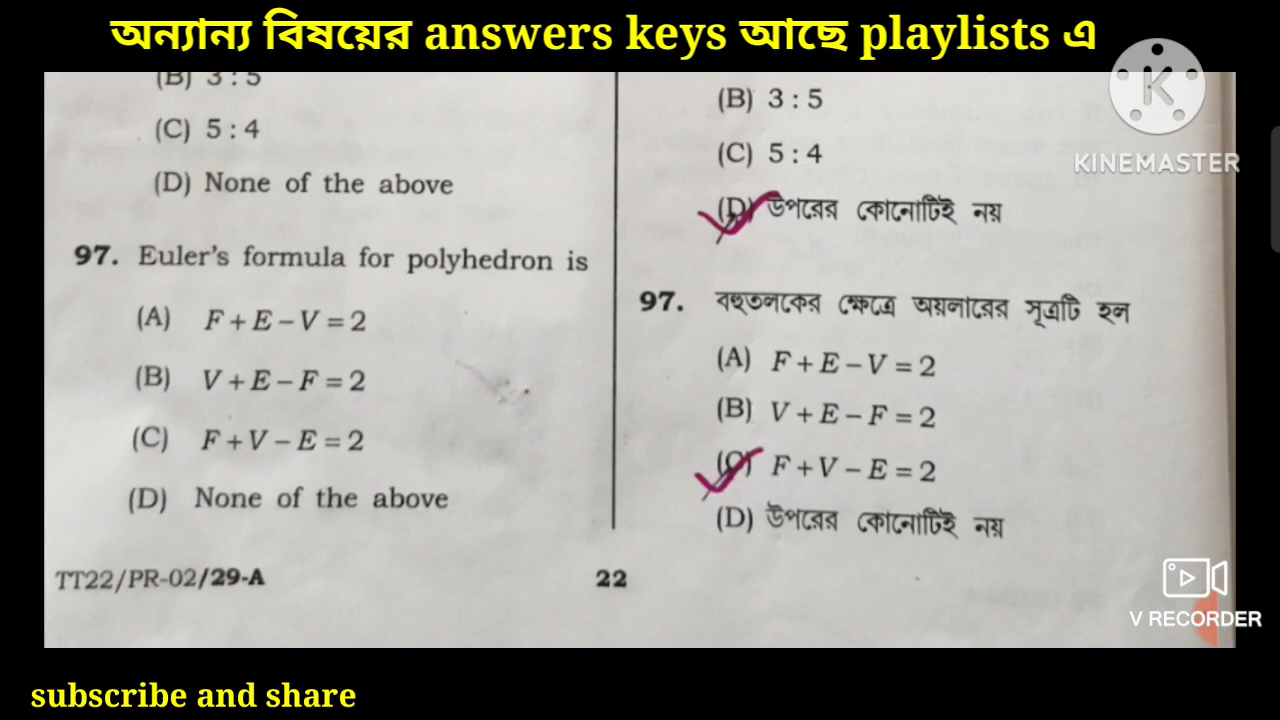 অন্যান্য বিষয়ের answers keys আছে playlists এ
KINEMASTER
(B) 3 : 5
(C) 5 : 4
(D) None of the above
97. Euler's formula for polyhedron is
(A) F + E – V = 2
(B) V + E – F = 2
(C) F + V – E = 2
(D) None of the above
TT22/PR-02/29-A
22
(B) 3 : 5
(C) 5 : 4
(D) উপরের কোনোটিই নয়
97. বহুতলকের ক্ষেত্রে অয়লারের সূত্রটি হল
(A) F + E – V = 2
(B) V + E – F = 2
(C) F + V – E = 2
(D) উপরের কোনোটিই নয়
V RECORDER
subscribe and share